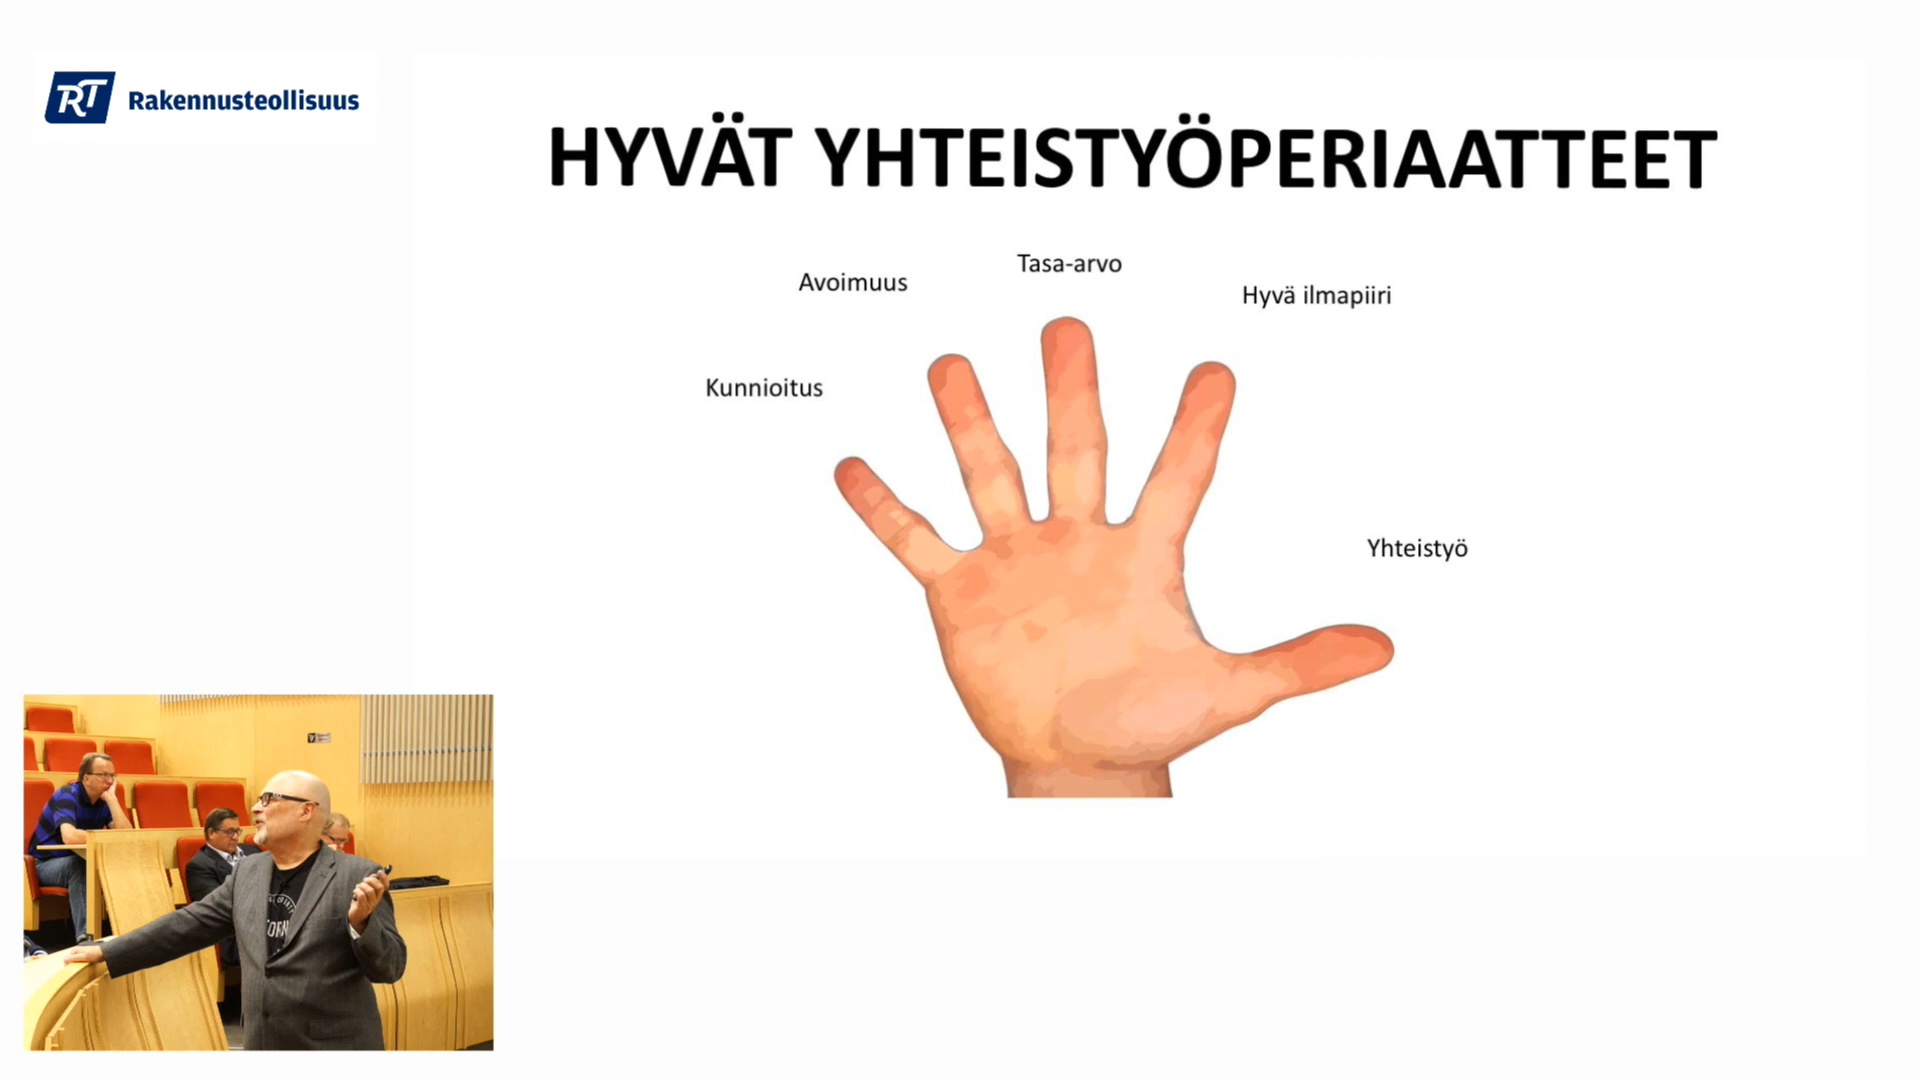 RT Rakennusteollisuus
HYVÄT YHTEISTYÖPERIAATTEET
Tasa-arvo
Avoimuus
Hyvä ilmapiiri
Kunnioitus
Yhteistyö